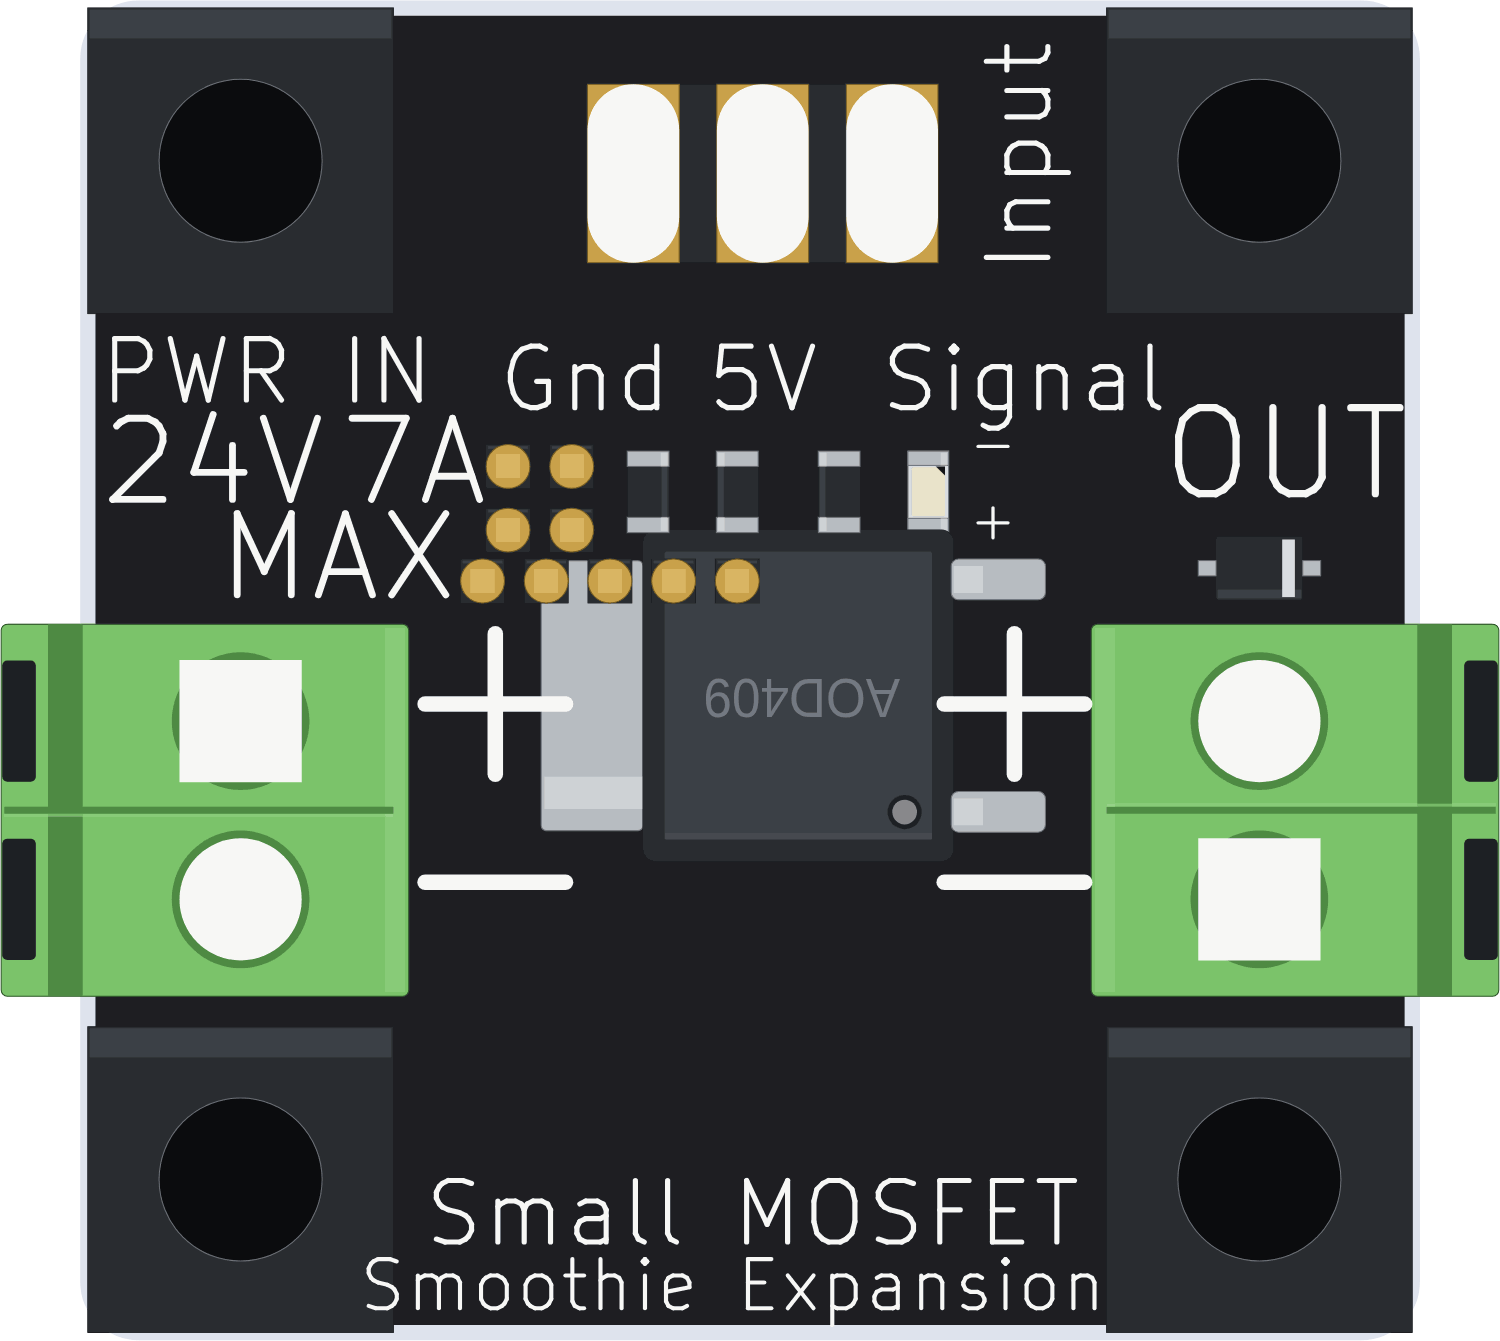 Input
PWR IN
Gnd 5V Signal
24V 7A
MAX
OUT
-
+
AOD409
+ +
- -
Small MOSFET
Smoothie Expansion